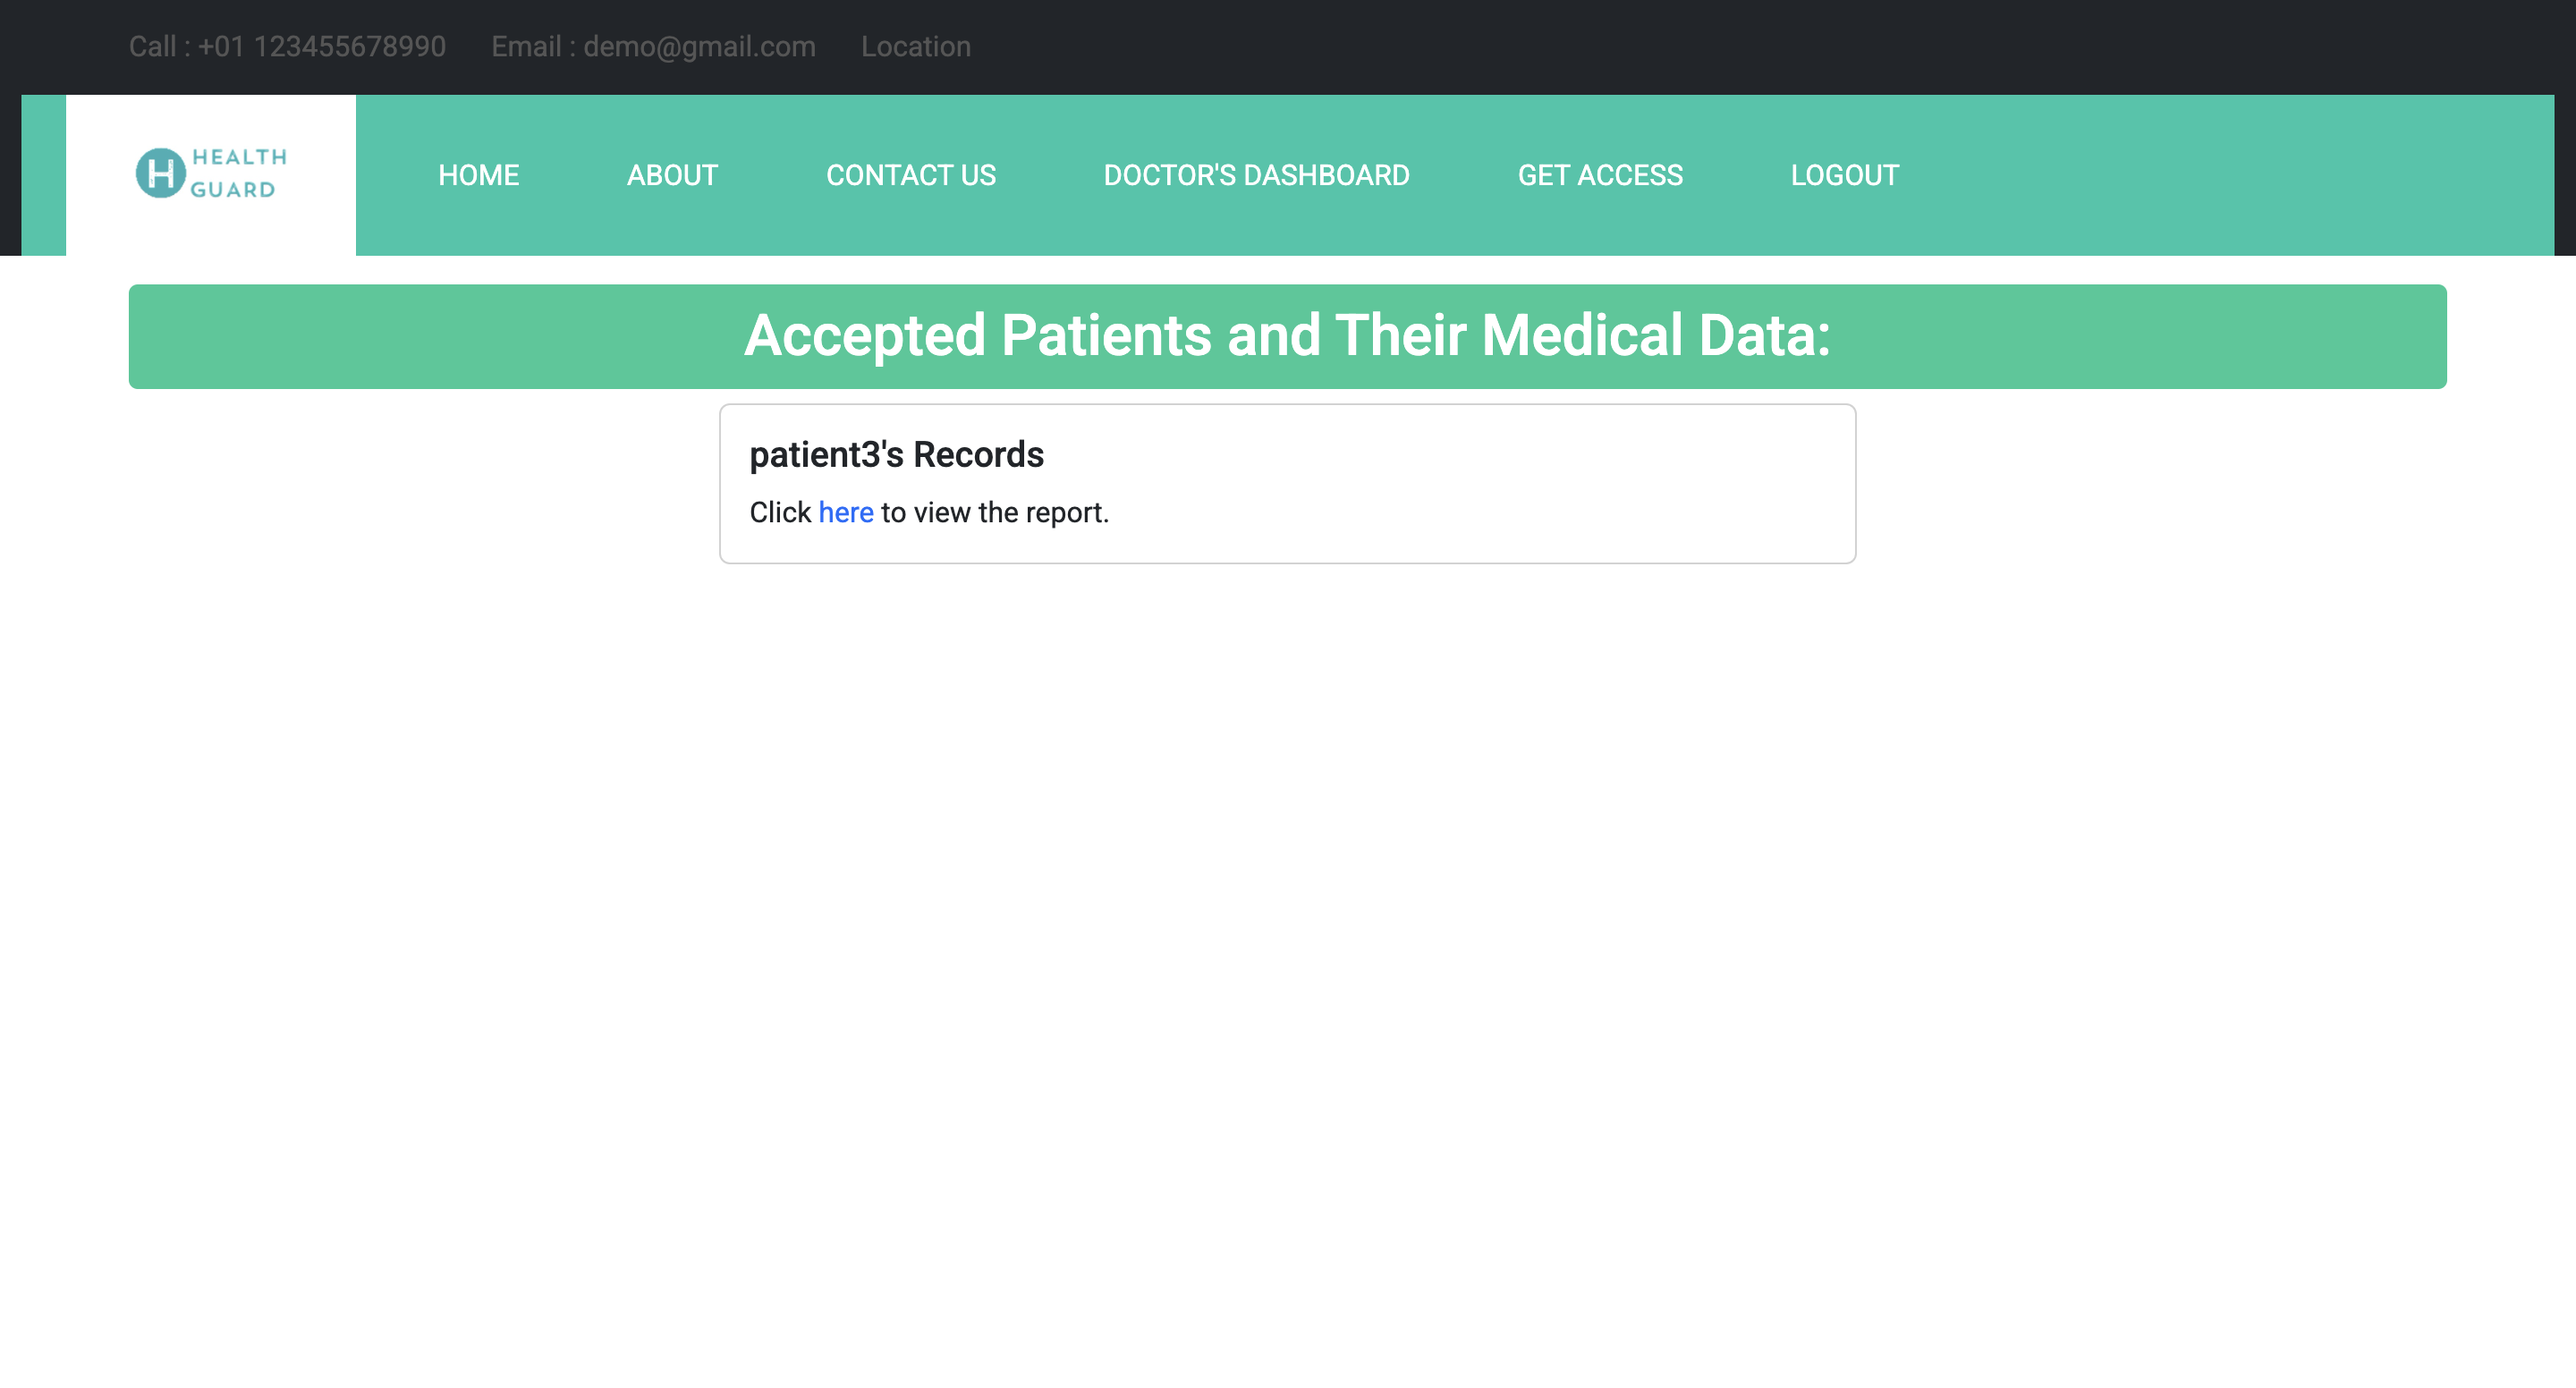 Call : +01 123455678990 Email : demo@gmail.com Location
HEALTH
GUARD
HOME ABOUT CONTACT US DOCTOR'S DASHBOARD GET ACCESS LOGOUT
Accepted Patients and Their Medical Data:
patient3's Records
Click here to view the report.